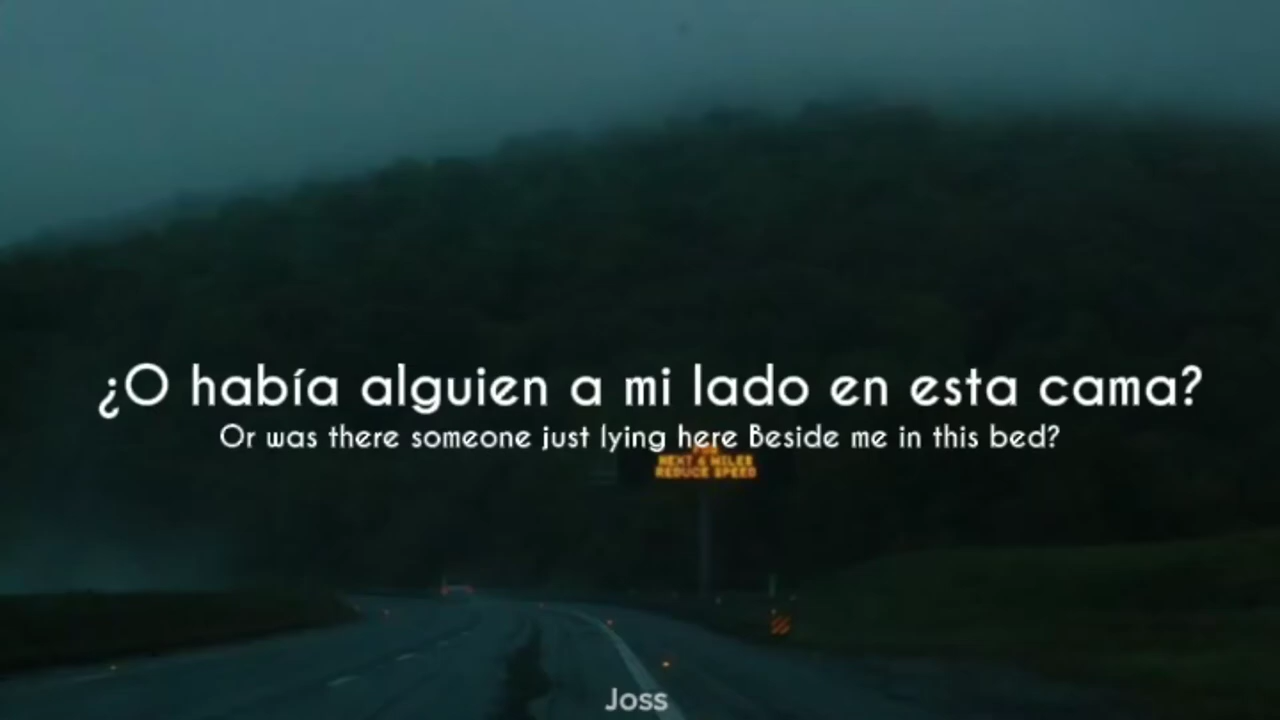 ¿O había alguien a mi lado en esta cama?
Or was there someone just lying here Beside me in this bed?
NEXT 6 MILES
REDUCE SPEED
Joss